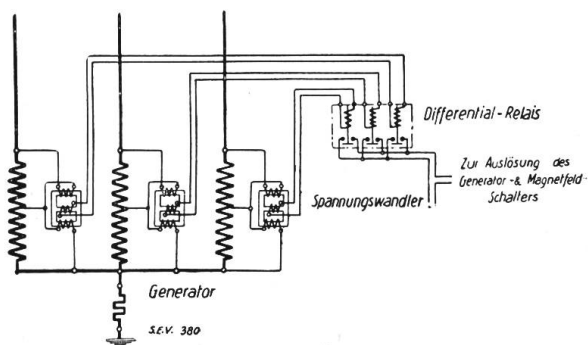 Differential-Relais
Zur Auslösung des
Generator-& Magnetfeld-
Schalters
Spannungswandler
Generator
S.E.V. 380